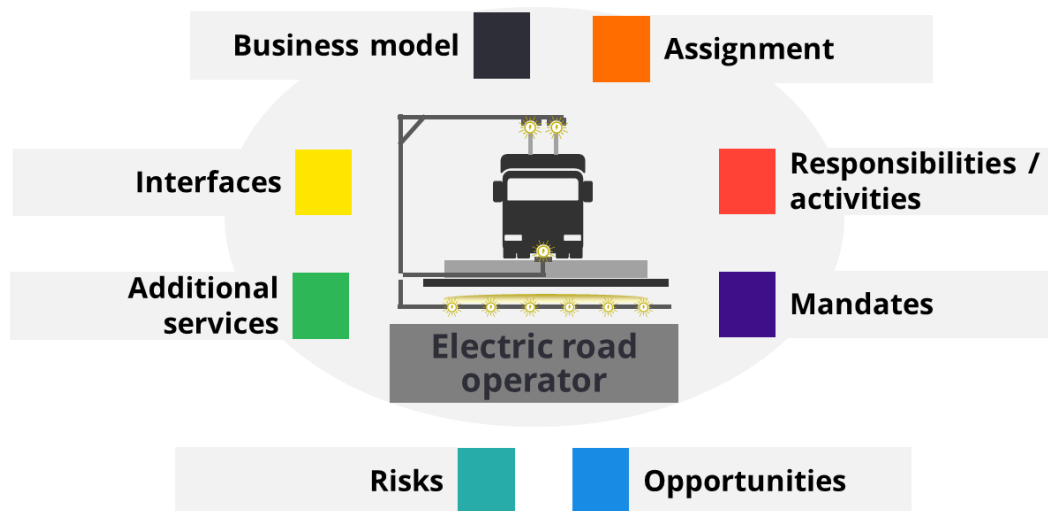 Business model
Assignment
Interfaces
Responsibilities /
activities
Additional
services
Mandates
Electric road
operator
Risks
Opportunities